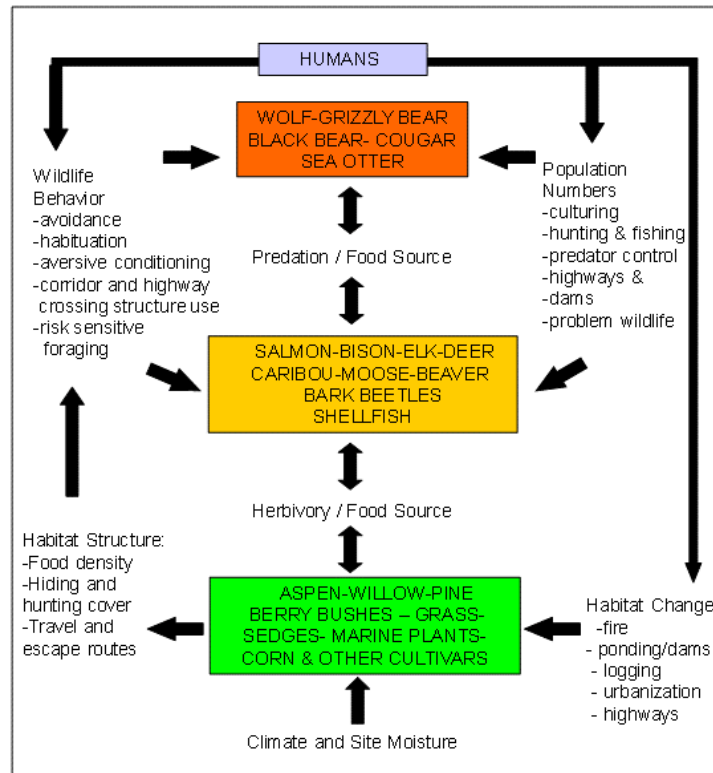 HUMANS
WOLF-GRIZZLY BEAR
BLACK BEAR- COUGAR
SEA OTTER
Wildlife
Behavior
-avoidance
-habituation
-aversive conditioning
-corridor and highway
crossing structure use
-risk sensitive
foraging
Population
Numbers
-culturing
-hunting & fishing
-predator control
-highways &
-dams
-problem wildlife
Predation / Food Source
SALMON-BISON-ELK-DEER
CARIBOU-MOOSE-BEAVER
BARK BEETLES
SHELLFISH
Herbivory / Food Source
Habitat Structure:
-Food density
-Hiding and
hunting cover
-Travel and
escape routes
ASPEN-WILLOW-PINE
BERRY BUSHES – GRASS-
SEDGES- MARINE PLANTS-
CORN & OTHER CULTIVARS
Habitat Change
-fire
- ponding/dams
- logging
- urbanization
- highways
Climate and Site Moisture